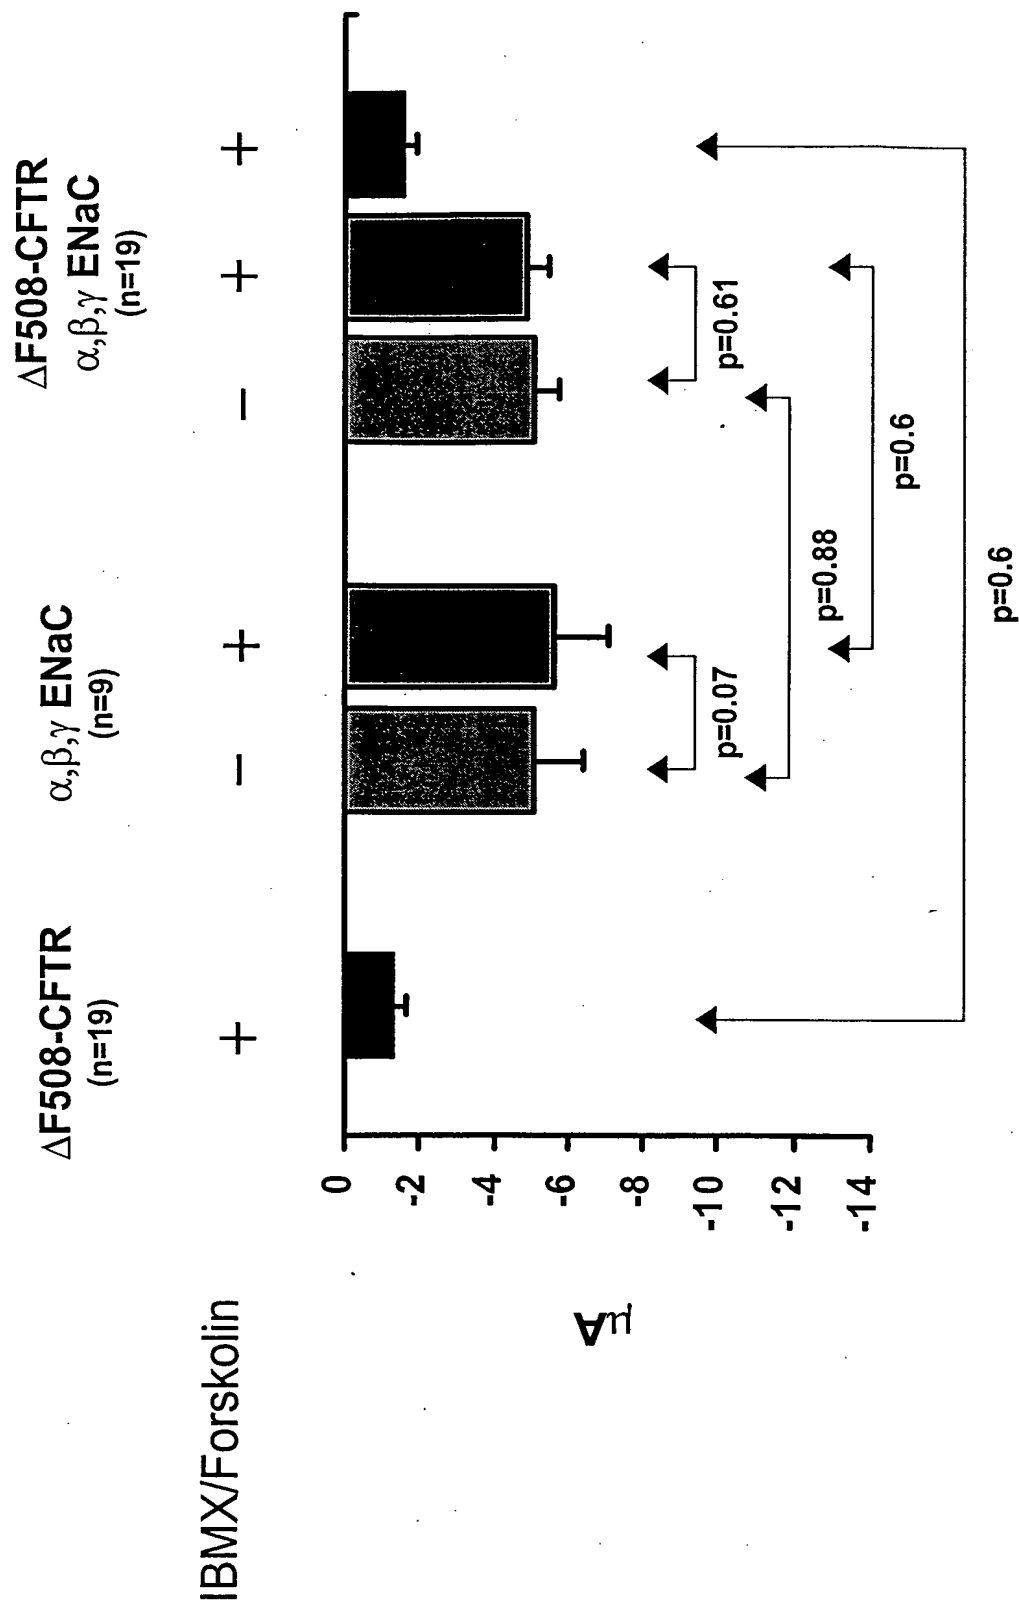 ΔF508-CFTR
(n=19)
α,β,γ ENaC
(n=9)
ΔF508-CFTR
α,β,γ ENaC
(n=19)
IBMX/Forskolin
+
−
+
−
+
+
0
-2
-4
-6
-8
-10
-12
-14
μA
p=0.07
p=0.61
p=0.88
p=0.6
p=0.6